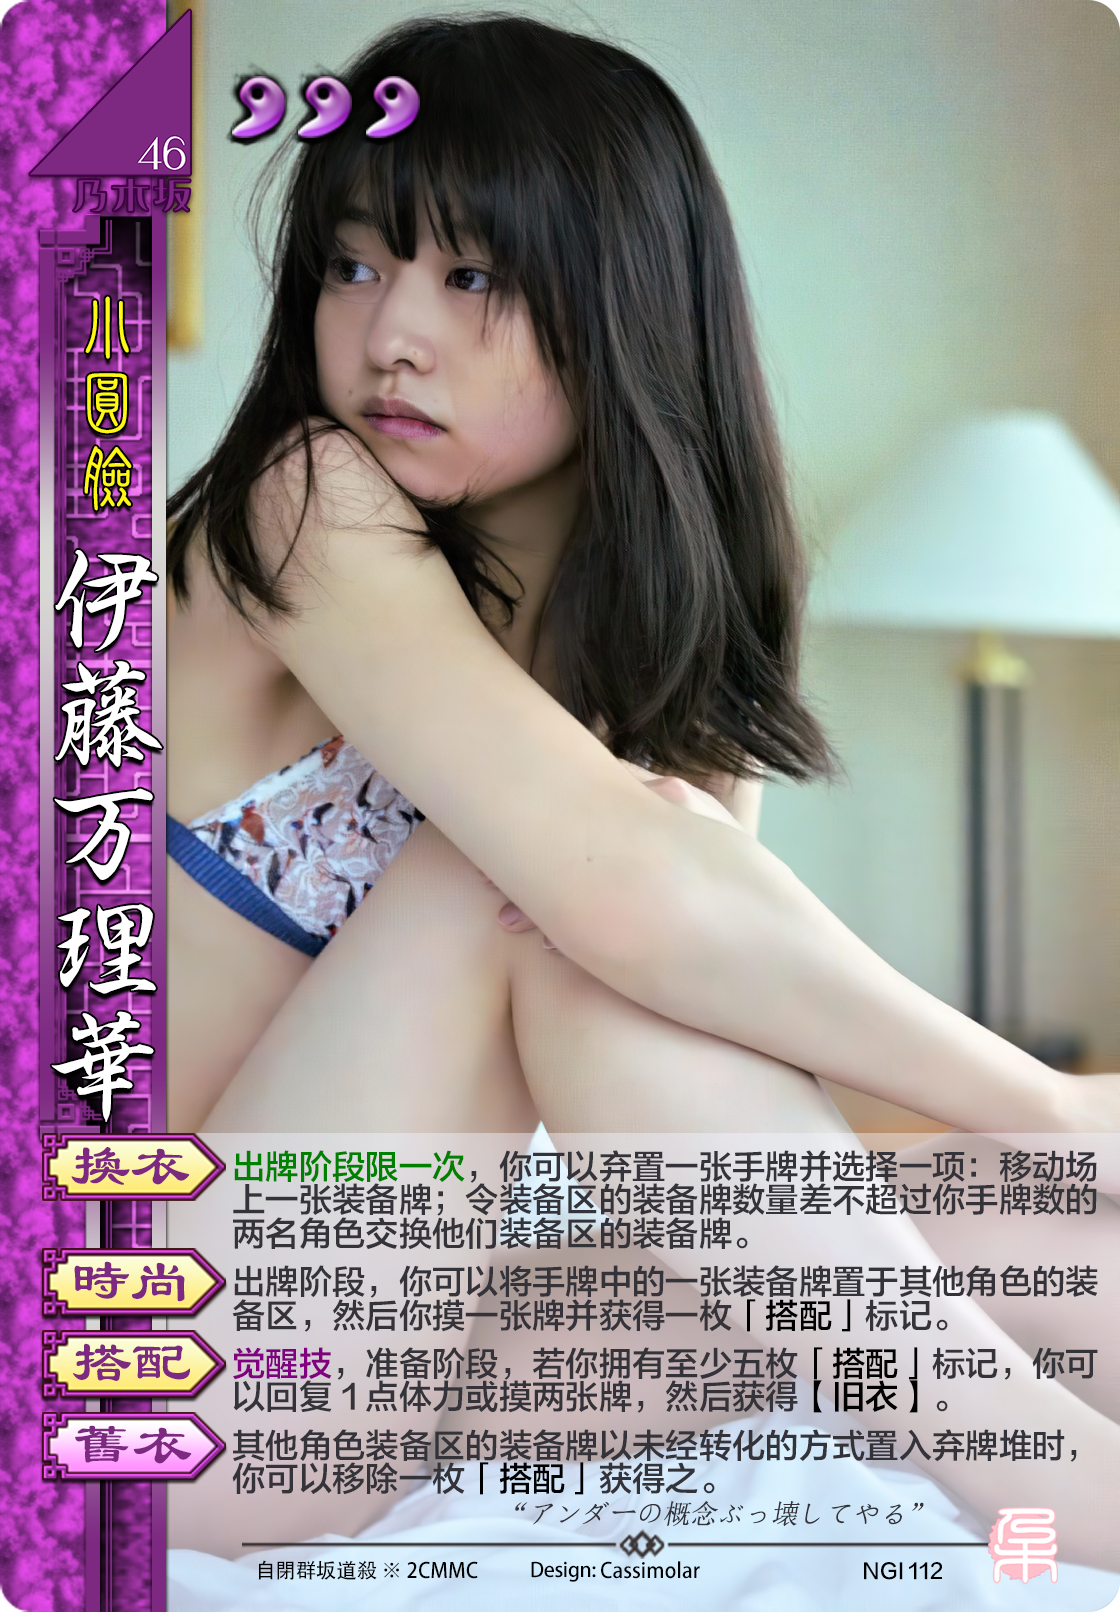 46
乃木坂
小圓臉
伊藤万理華
換衣
出牌阶段限一次，你可以弃置一张手牌并选择一项：移动场
上一张装备牌；令装备区的装备牌数量差不超过你手牌数的
两名角色交换他们装备区的装备牌。
時尚
出牌阶段，你可以将手牌中的一张装备牌置于其他角色的装
备区，然后你摸一张牌并获得一枚「搭配」标记。
搭配
觉醒技，准备阶段，若你拥有至少五枚「搭配」标记，你可
以回复1点体力或摸两张牌，然后获得【旧衣】。
舊衣
其他角色装备区的装备牌以未经转化的方式置入弃牌堆时，
你可以移除一枚「搭配」获得之。
“アンダーの概念ぶっ壊してやる”
自閉群坂道殺 ※ 2CMMC Design: Cassimolar NGI 112